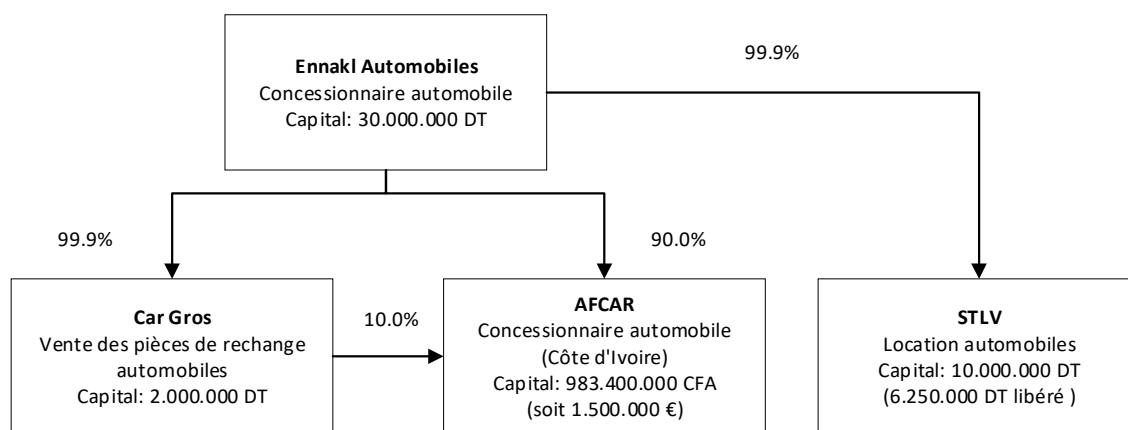 Ennakl Automobiles
Concessionnaire automobile
Capital: 30.000.000 DT
99.9%
99.9%
90.0%
Car Gros
Vente des pièces de rechange
automobiles
Capital: 2.000.000 DT
10.0%
AFCAR
Concessionnaire automobile
(Côte d'Ivoire)
Capital: 983.400.000 CFA
(soit 1.500.000 €)
STLV
Location automobiles
Capital: 10.000.000 DT
(6.250.000 DT libéré )